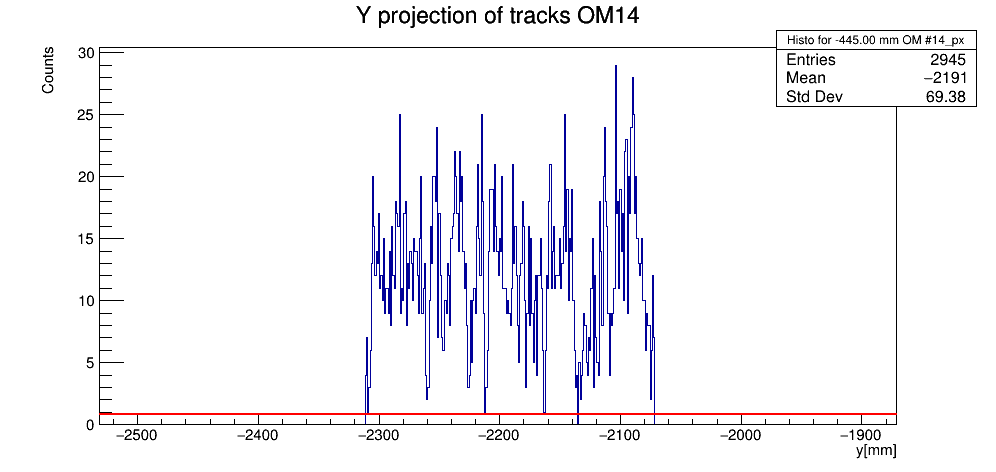 Y projection of tracks OM14
Histo for -445.00 mm OM #14_px
Entries 2945
Mean −2191
Std Dev 69.38
Counts
30
25
20
15
10
5
0
−2500 −2400 −2300 −2200 −2100 −2000 −1900
y[mm]